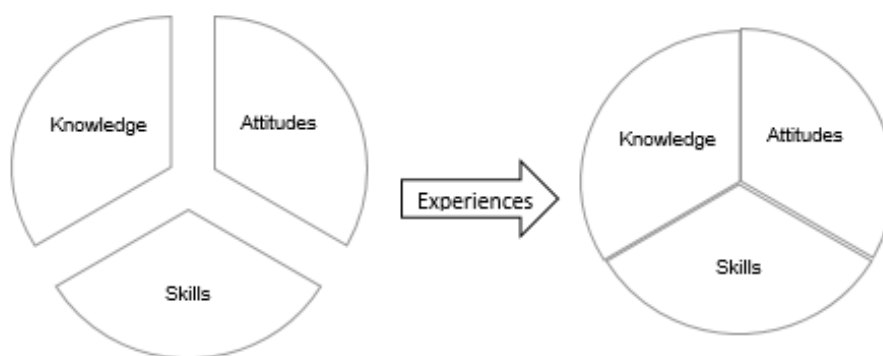 Knowledge
Attitudes
Skills
Experiences
Knowledge
Attitudes
Skills